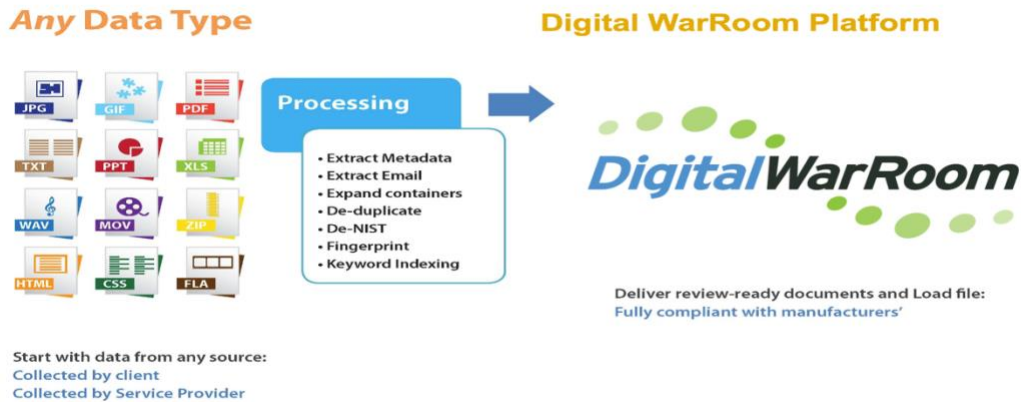 Any Data Type
Digital WarRoom Platform
JPG
GIF
PDF
TXT
PPT
XLS
WAV
MOV
ZIP
HTML
CSS
FLA
Processing
• Extract Metadata
• Extract Email
• Expand containers
• De-duplicate
• De-NIST
• Fingerprint
• Keyword Indexing
DigitalWarRoom
Deliver review-ready documents and Load file:
Fully compliant with manufacturers’
Start with data from any source:
Collected by client
Collected by Service Provider